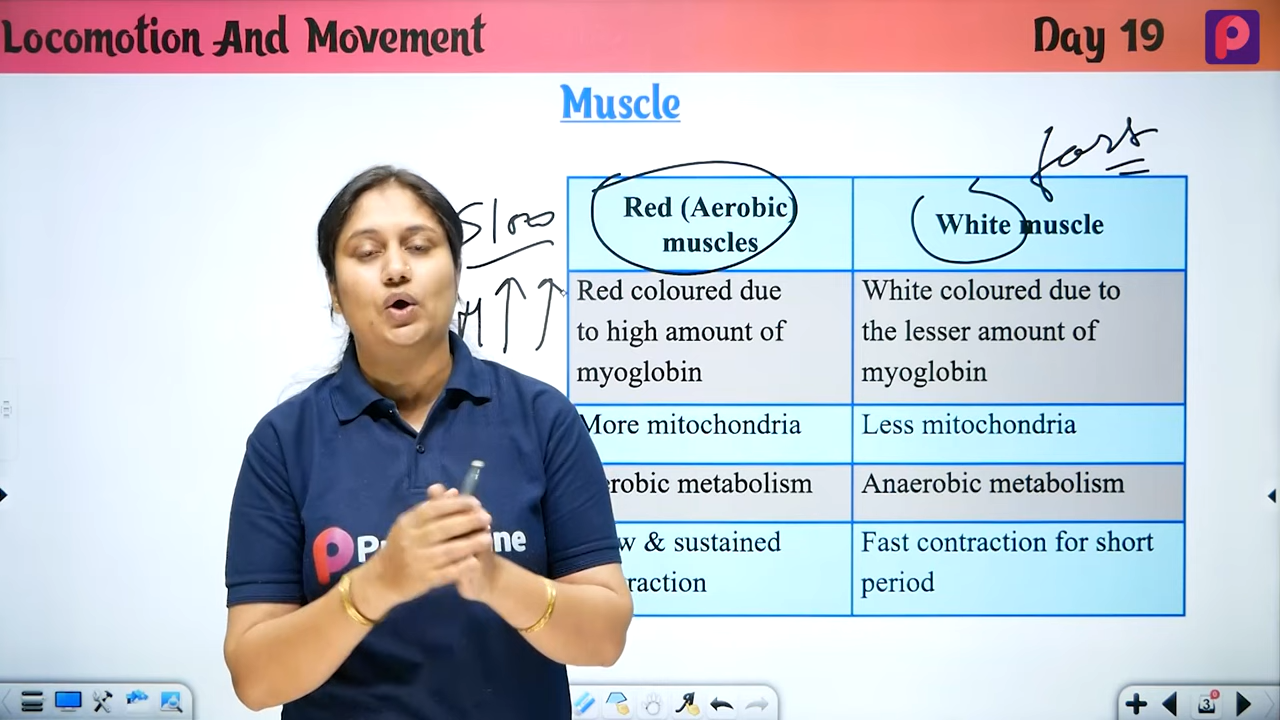 Locomotion And Movement
Day 19
Muscle
fast
Slow
M
Red (Aerobic)
muscles
White muscle
Red coloured due
to high amount of
myoglobin
White coloured due to
the lesser amount of
myoglobin
More mitochondria
Less mitochondria
erobic metabolism
Anaerobic metabolism
w & sustained
raction
Fast contraction for short
period
P
ne
3